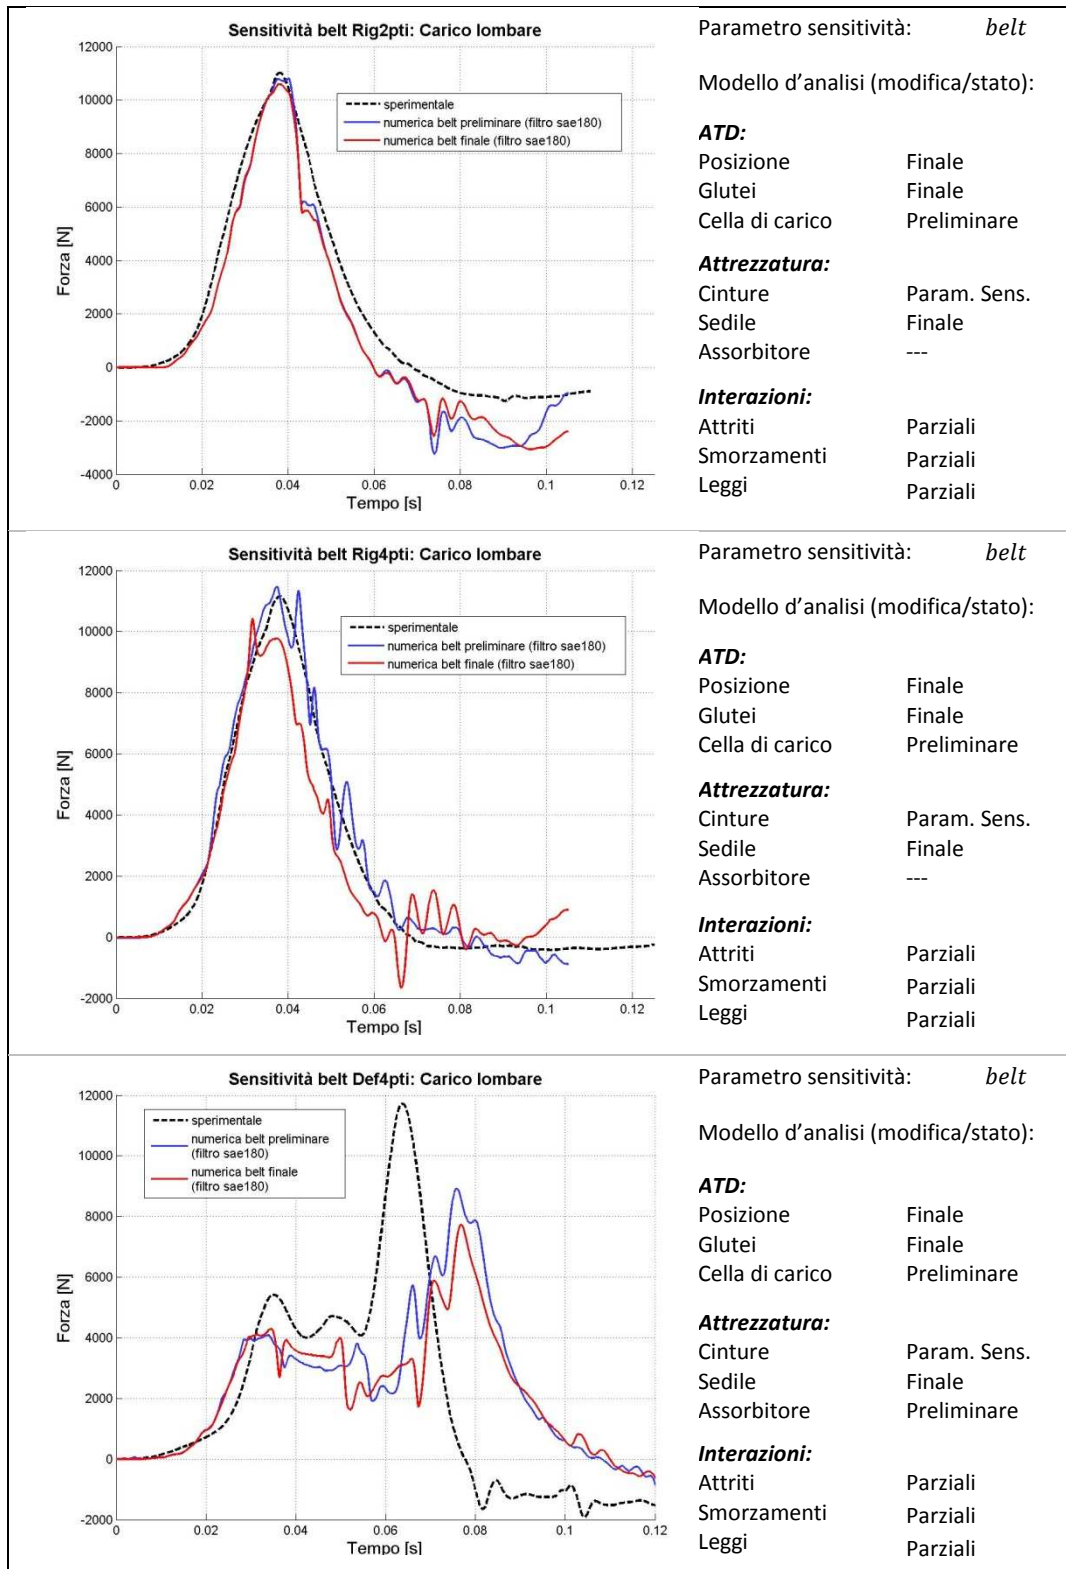 Sensitività belt Rig2pti: Carico lombare
12000
10000
8000
6000
4000
2000
0
-2000
-4000
Forza [N]
sperimentale
numerica belt preliminare (filtro sae180)
numerica belt finale (filtro sae180)
0 0.02 0.04 0.06 0.08 0.1 0.12
Tempo [s]
Parametro sensitività: belt
Modello d'analisi (modifica/stato):
ATD:
Posizione Finale
Glutei Finale
Cella di carico Preliminare
Attrezzatura:
Cinture Param. Sens.
Sedile Finale
Assorbitore ---
Interazioni:
Attriti Parziali
Smorzamenti Parziali
Leggi Parziali
Sensitività belt Rig4pti: Carico lombare
12000
10000
8000
6000
4000
2000
0
-2000
Forza [N]
sperimentale
numerica belt preliminare (filtro sae180)
numerica belt finale (filtro sae180)
0 0.02 0.04 0.06 0.08 0.1 0.12
Tempo [s]
Parametro sensitività: belt
Modello d'analisi (modifica/stato):
ATD:
Posizione Finale
Glutei Finale
Cella di carico Preliminare
Attrezzatura:
Cinture Param. Sens.
Sedile Finale
Assorbitore ---
Interazioni:
Attriti Parziali
Smorzamenti Parziali
Leggi Parziali
Sensitività belt Def4pti: Carico lombare
12000
10000
8000
6000
4000
2000
0
-2000
Forza [N]
sperimentale
numerica belt preliminare
(filtro sae180)
numerica belt finale
(filtro sae180)
0 0.02 0.04 0.06 0.08 0.1 0.12
Tempo [s]
Parametro sensitività: belt
Modello d'analisi (modifica/stato):
ATD:
Posizione Finale
Glutei Finale
Cella di carico Preliminare
Attrezzatura:
Cinture Param. Sens.
Sedile Finale
Assorbitore Preliminare
Interazioni:
Attriti Parziali
Smorzamenti Parziali
Leggi Parziali